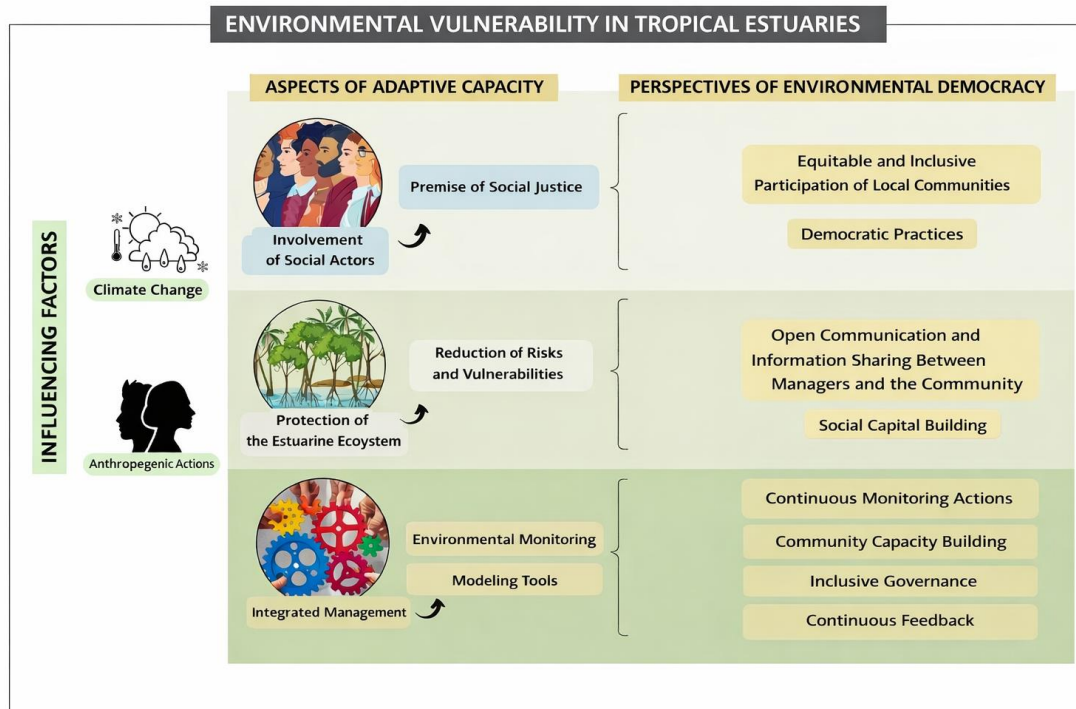 ENVIRONMENTAL VULNERABILITY IN TROPICAL ESTUARIES
ASPECTS OF ADAPTIVE CAPACITY
PERSPECTIVES OF ENVIRONMENTAL DEMOCRACY
INFLUENCING FACTORS
Climate Change
Anthropegenic Actions
Involvement
of Social Actors
Premise of Social Justice
Equitable and Inclusive
Participation of Local Communities
Democratic Practices
Protection of
the Estuarine Ecoystem
Reduction of Risks
and Vulnerabilities
Open Communication and
Information Sharing Between
Managers and the Community
Social Capital Building
Integrated Management
Environmental Monitoring
Modeling Tools
Continuous Monitoring Actions
Community Capacity Building
Inclusive Governance
Continuous Feedback